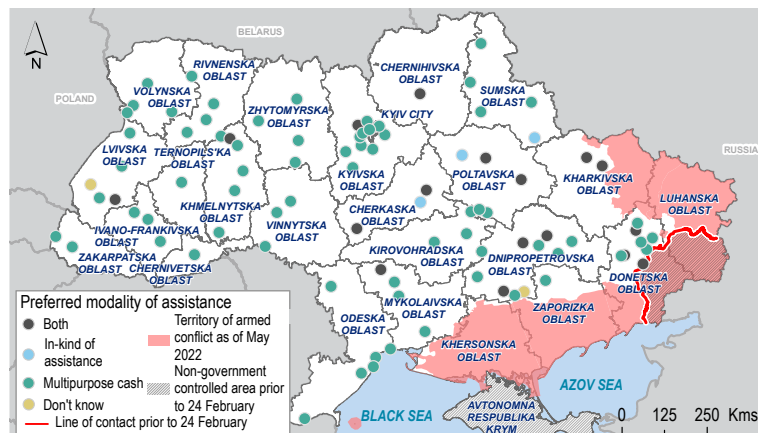 BELARUS
N
POLAND
RUSSIA
VOLYNSKA
OBLAST
RIVNENSKA
OBLAST
ZHYTOMYRSKA
OBLAST
KYIV CITY
CHERNIHIVSKA
OBLAST
SUMSKA
OBLAST
LVIVSKA
OBLAST
TERNOPILS'KA
OBLAST
KHMELNYTSKA
OBLAST
KYIVSKA
OBLAST
POLTAVSKA
OBLAST
KHARKIVSKA
OBLAST
LUHANSKA
OBLAST
CHERKASKA
OBLAST
VINNYTSKA
OBLAST
IVANO-FRANKIVSKA
OBLAST
ZAKARPATSKA
OBLAST
CHERNIVETSKA
OBLAST
KIROVOHRADSKA
OBLAST
DNIPROPETROVSKA
OBLAST
DONETSKA
OBLAST
MYKOLAIVSKA
OBLAST
ODESKA
OBLAST
ZAPORIZKA
OBLAST
KHERSONSKA
OBLAST
AZOV SEA
BLACK SEA
AVTONOMNA
RESPUBLIKA
KRYM
Preferred modality of assistance
Both
In-kind of
assistance
Multipurpose cash
Don't know
Territory of armed
conflict as of May
2022
Non-government
controlled area prior
to 24 February
Line of contact prior to 24 February
0 125 250 Kms